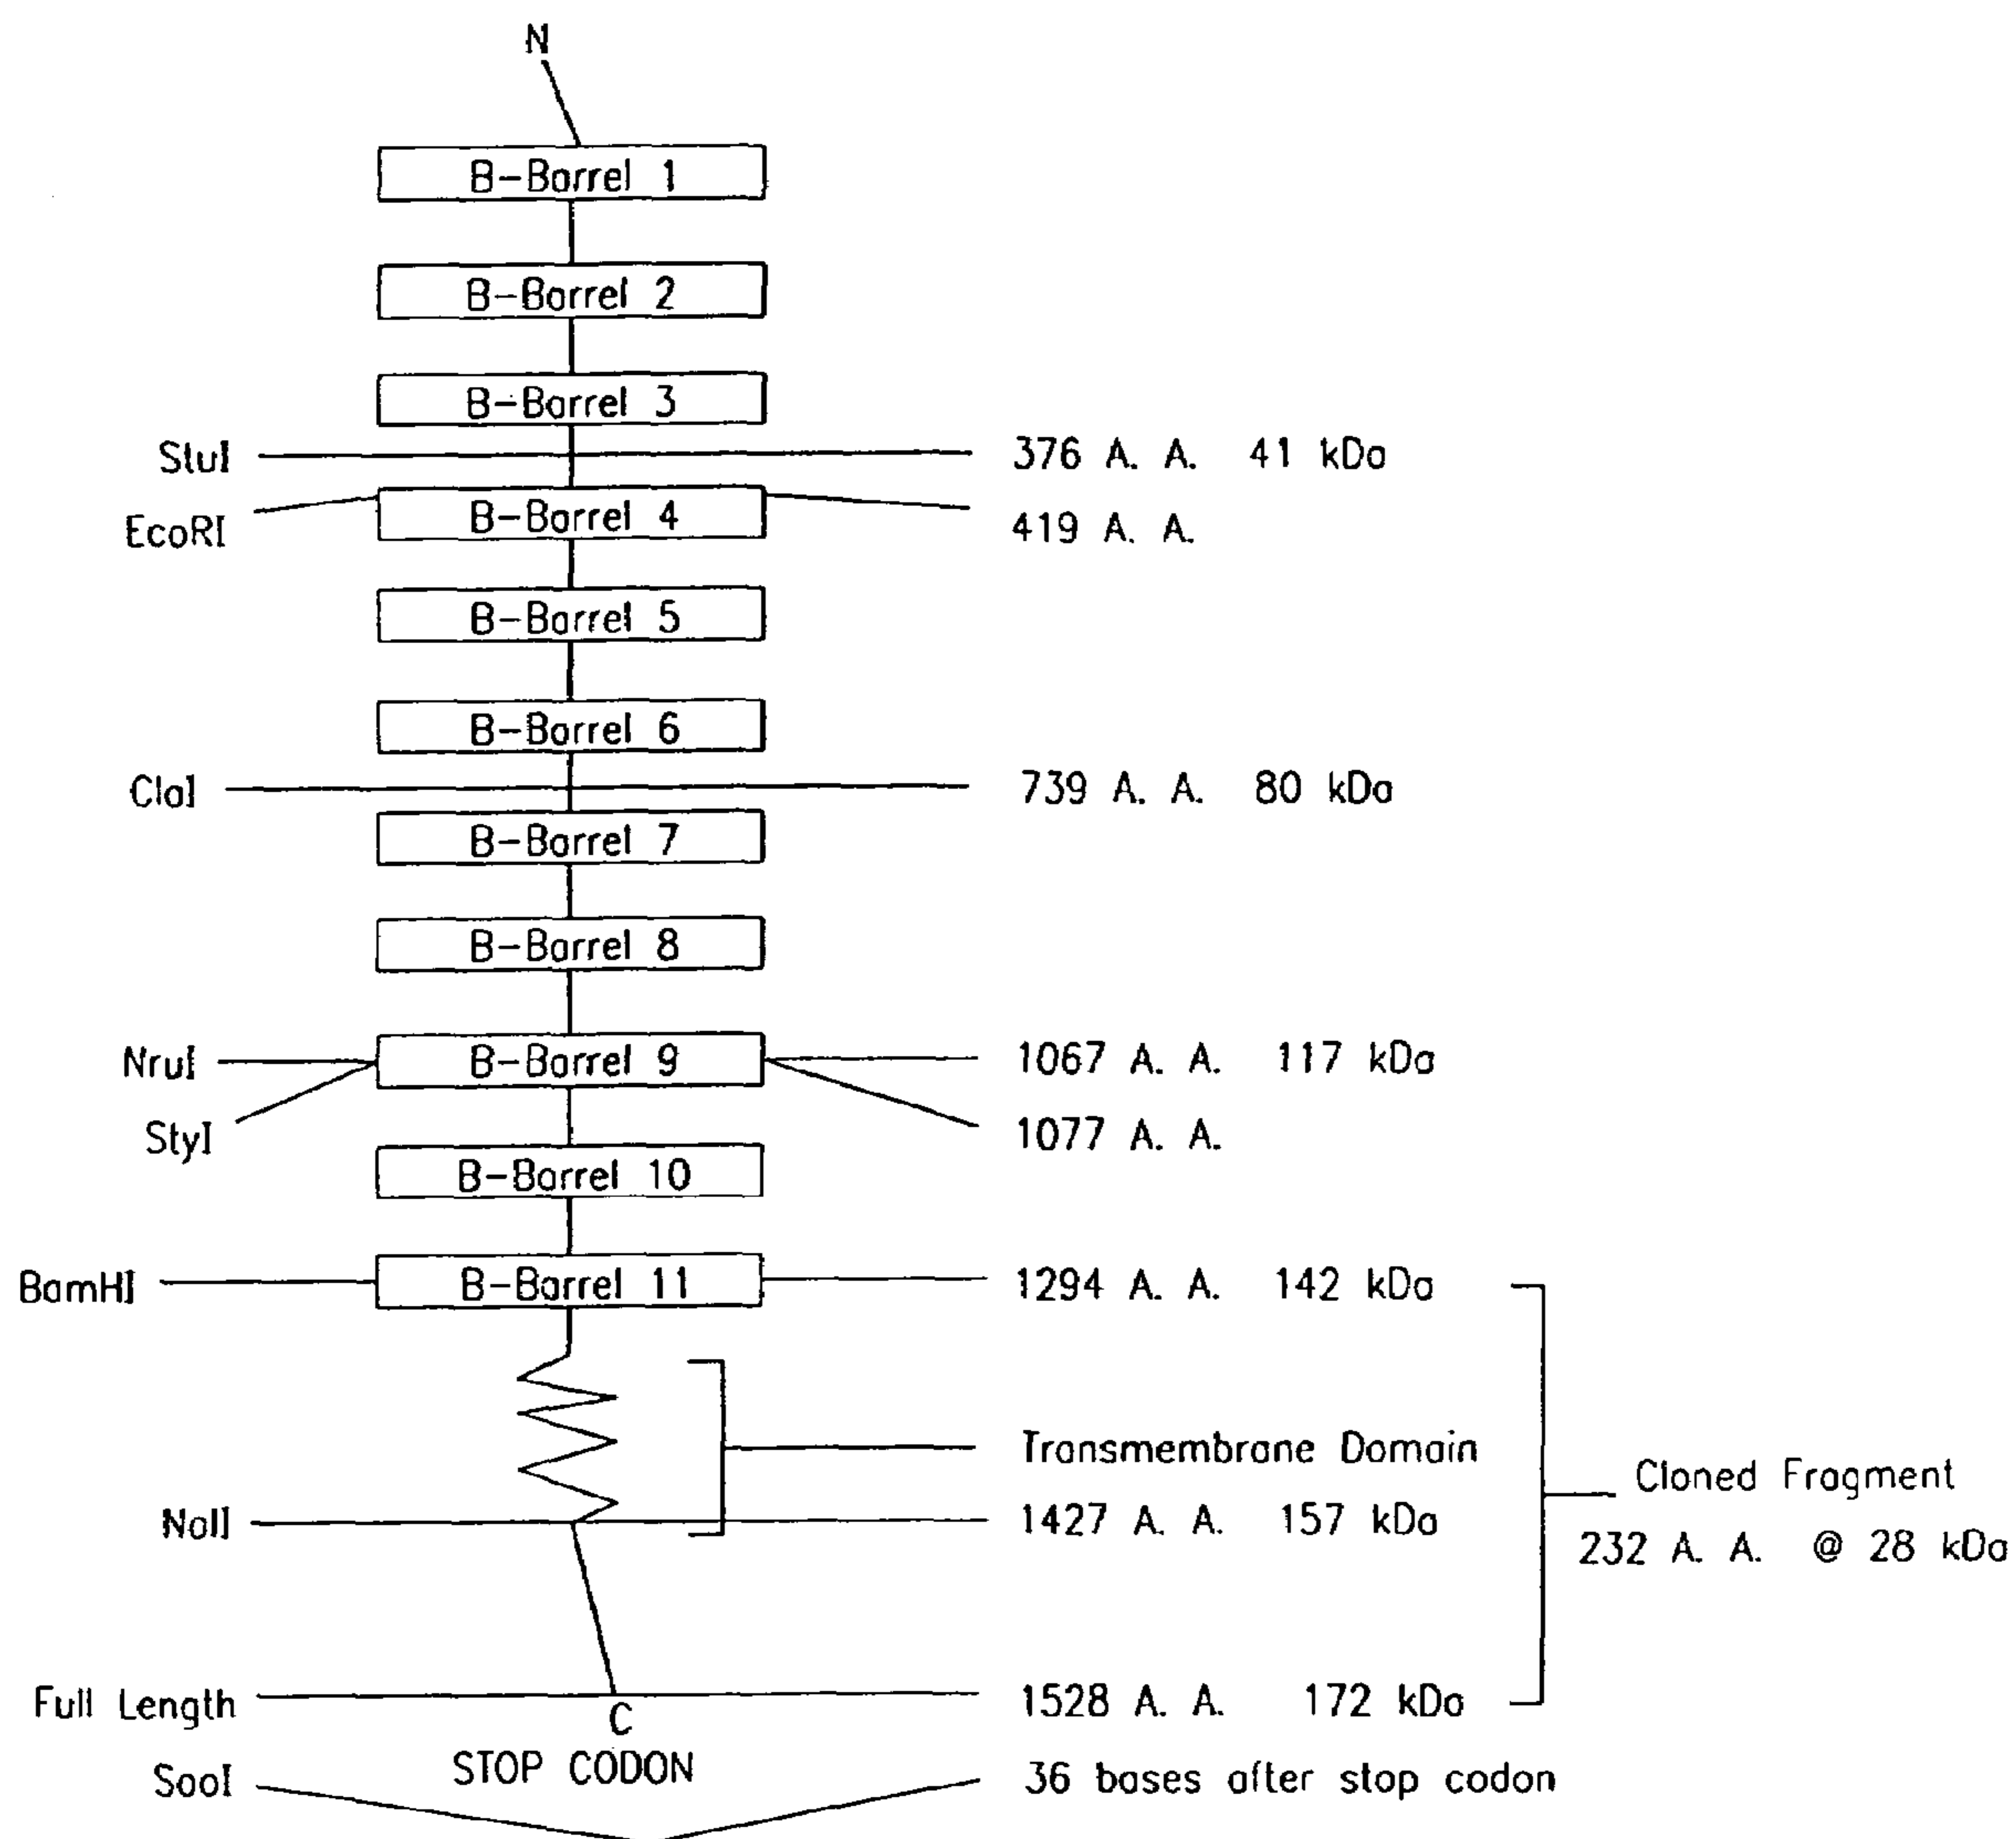 N
B-Barrel 1
B-Barrel 2
B-Barrel 3
StuI 376 A. A. 41 kDa
B-Barrel 4
EcoRI 419 A. A.
B-Barrel 5
B-Barrel 6
ClaI 739 A. A. 80 kDa
B-Barrel 7
B-Barrel 8
NruI B-Barrel 9 1067 A. A. 117 kDa
StyI 1077 A. A.
B-Barrel 10
BamHI B-Barrel 11 1294 A. A. 142 kDa
Transmembrane Domain
Cloned Fragment
NotI 1427 A. A. 157 kDa
232 A. A. @ 28 kDa
Full Length 1528 A. A. 172 kDa
C
STOP CODON
SaoI 36 bases after stop codon